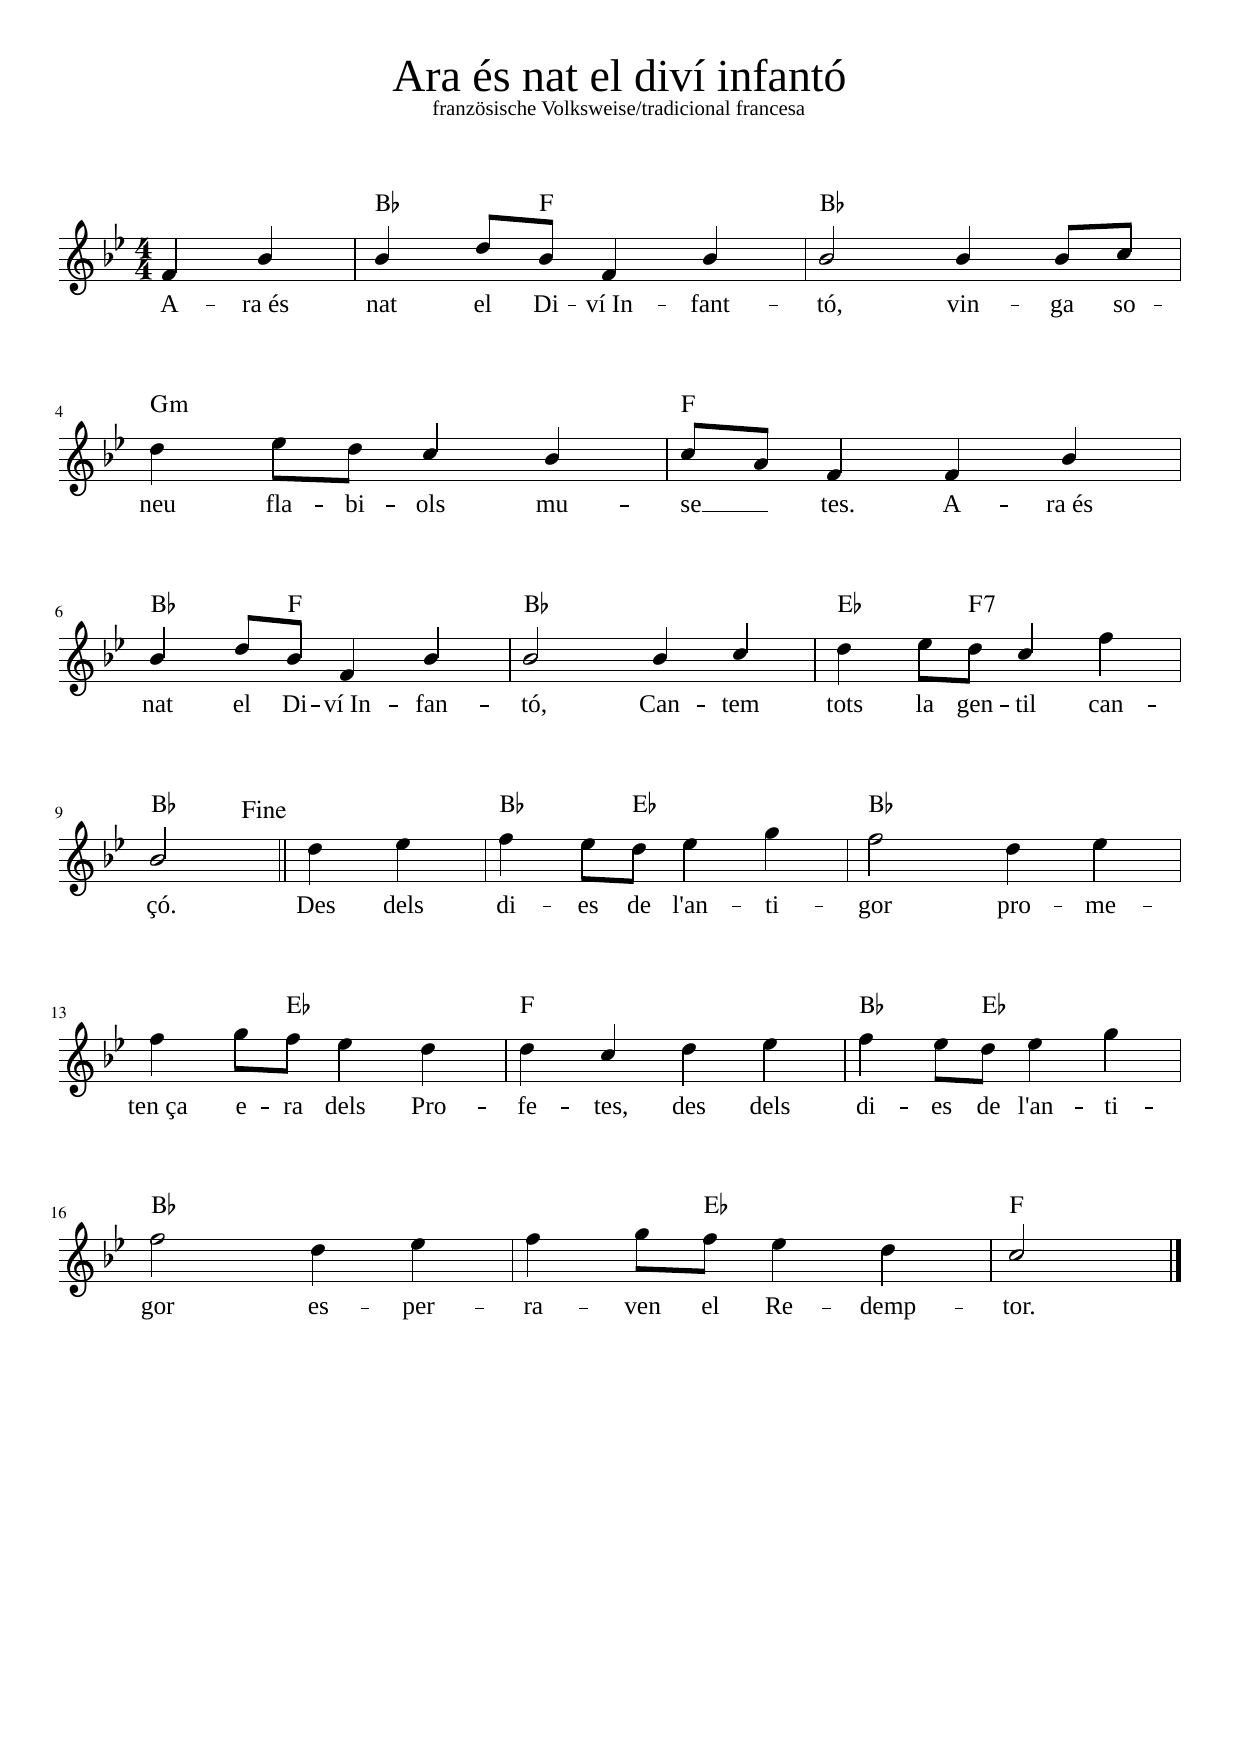 Ara és nat el diví infantó
französische Volksweise/tradicional francesa
B♭ F B♭
A - ra és nat el Di - ví In - fant - tó, vin - ga so -
4 Gm F
neu fla - bi - ols mu - se tes. A - ra és
6 B♭ F B♭ E♭ F7
nat el Di - ví In - fan - tó, Can - tem tots la gen - til can -
9 B♭ Fine B♭ E♭ B♭
çó. Des dels di - es de l'an - ti - gor pro - me -
13 E♭ F B♭ E♭
ten ça e - ra dels Pro - fe - tes, des dels di - es de l'an - ti -
16 B♭ E♭ F
gor es - per - ra - ven el Re - demp - tor.